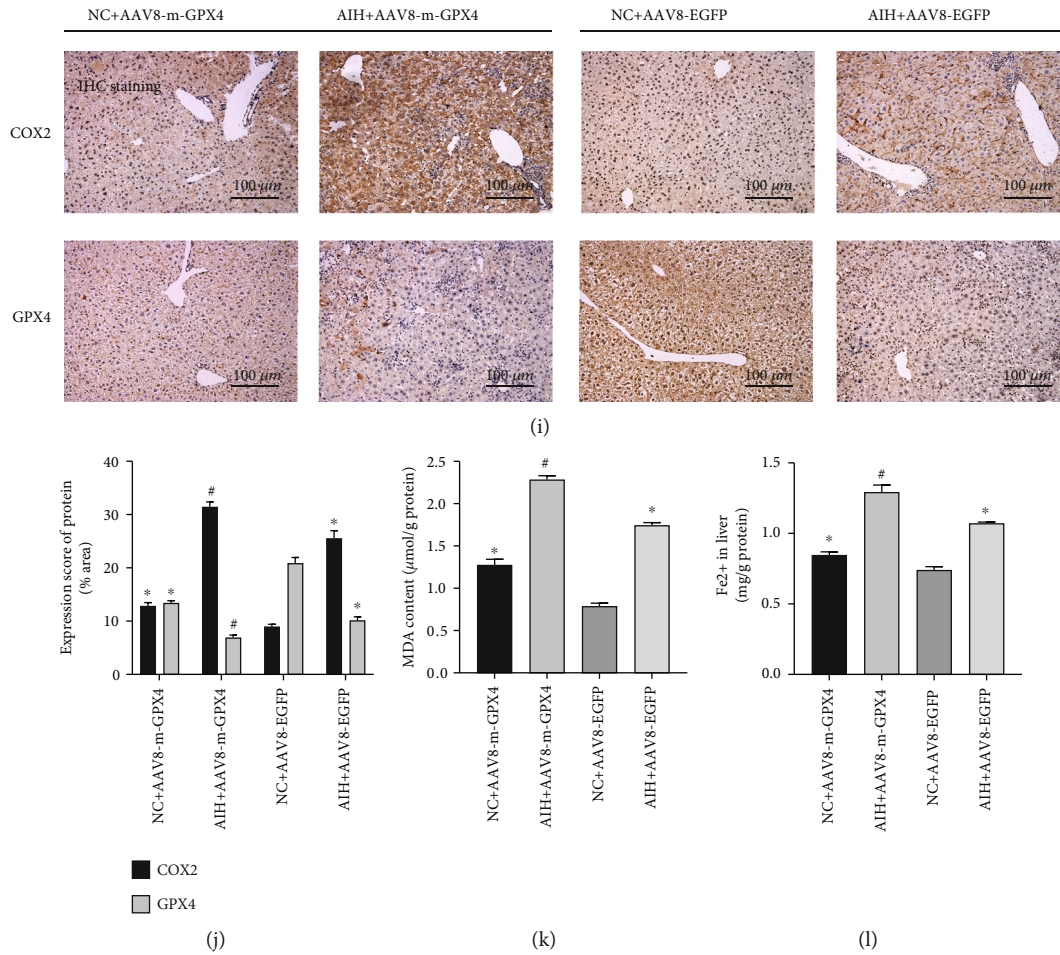 NC+AAV8-m-GPX4 AIH+AAV8-m-GPX4 NC+AAV8-EGFP AIH+AAV8-EGFP
IHC staining
COX2
100 μm 100 μm 100 μm 100 μm
GPX4
100 μm 100 μm 100 μm 100 μm
(i)
Expression score of protein
(% area)
40
30
20
10
0
* * # # * *
NC+AAV8-m-GPX4
AIH+AAV8-m-GPX4
NC+AAV8-EGFP
AIH+AAV8-EGFP
COX2
GPX4
(j)
MDA content (μmol/g protein)
2.5
2.0
1.5
1.0
0.5
0.0
* # *
NC+AAV8-m-GPX4
AIH+AAV8-m-GPX4
NC+AAV8-EGFP
AIH+AAV8-EGFP
(k)
Fe2+ in liver
(mg/g protein)
1.5
1.0
0.5
0.0
* # *
NC+AAV8-m-GPX4
AIH+AAV8-m-GPX4
NC+AAV8-EGFP
AIH+AAV8-EGFP
(l)